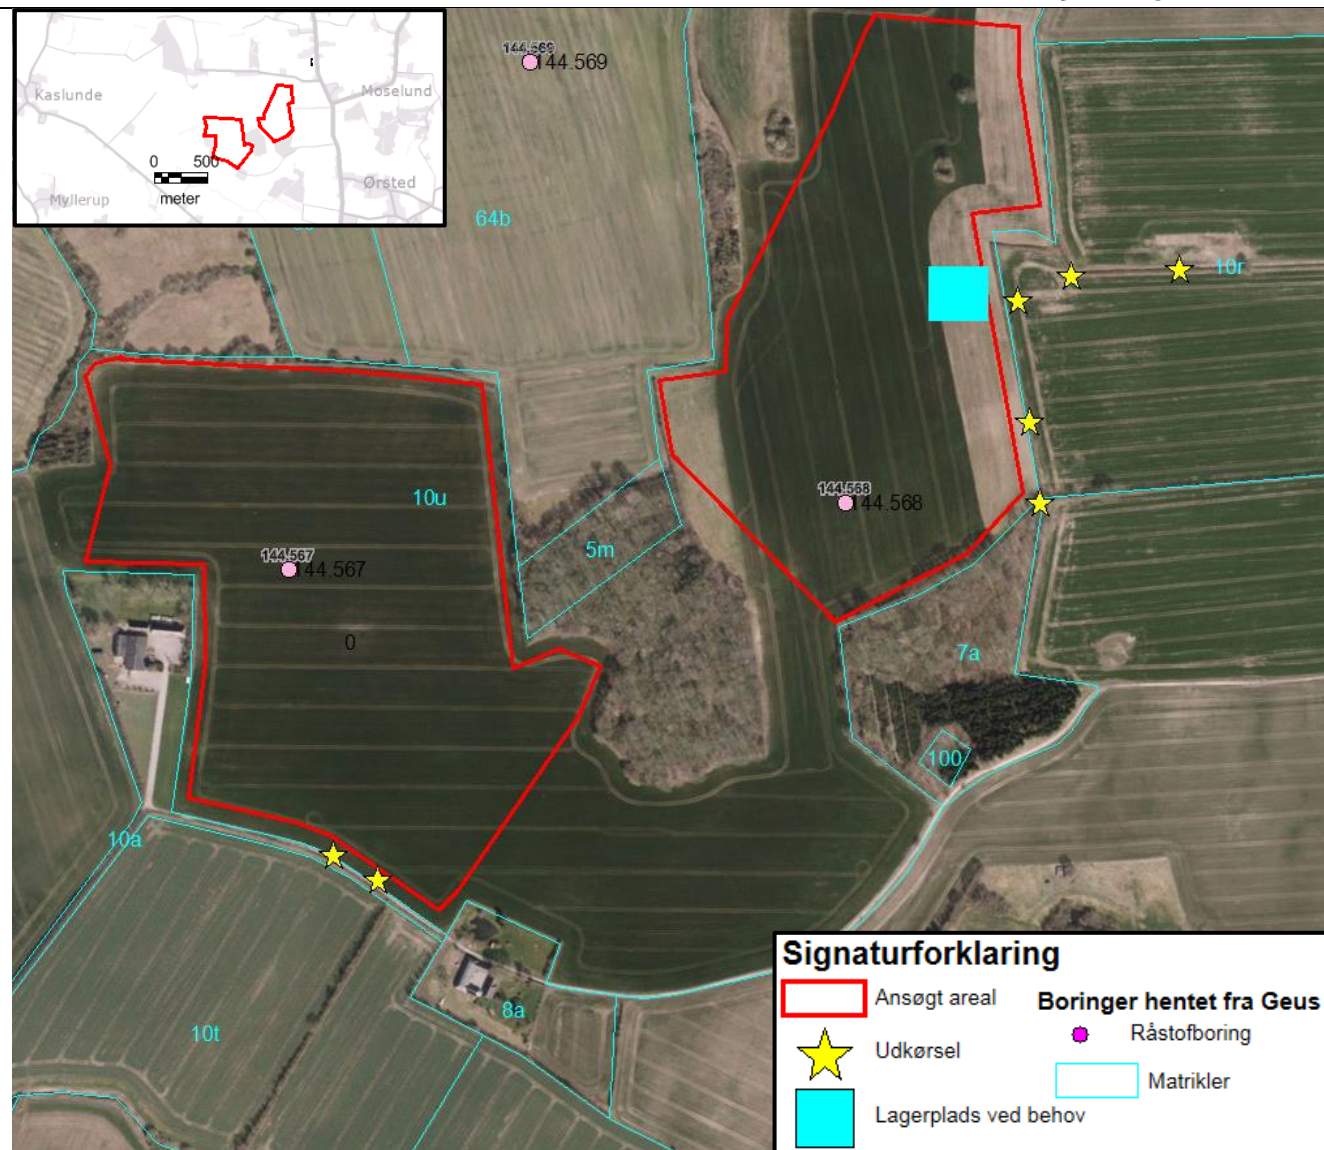 Kaslunde
Moselund
0 500
meter
Myllerup
Ørsted
144.569
144.569
64b
10r
10u
144.568
144.568
5m
144.567
144.567
0
7a
100
10a
8a
10t
Signaturforklaring
Ansøgt areal
Udkørsel
Lagerplads ved behov
Boringer hentet fra Geus
Råstofboring
Matrikler